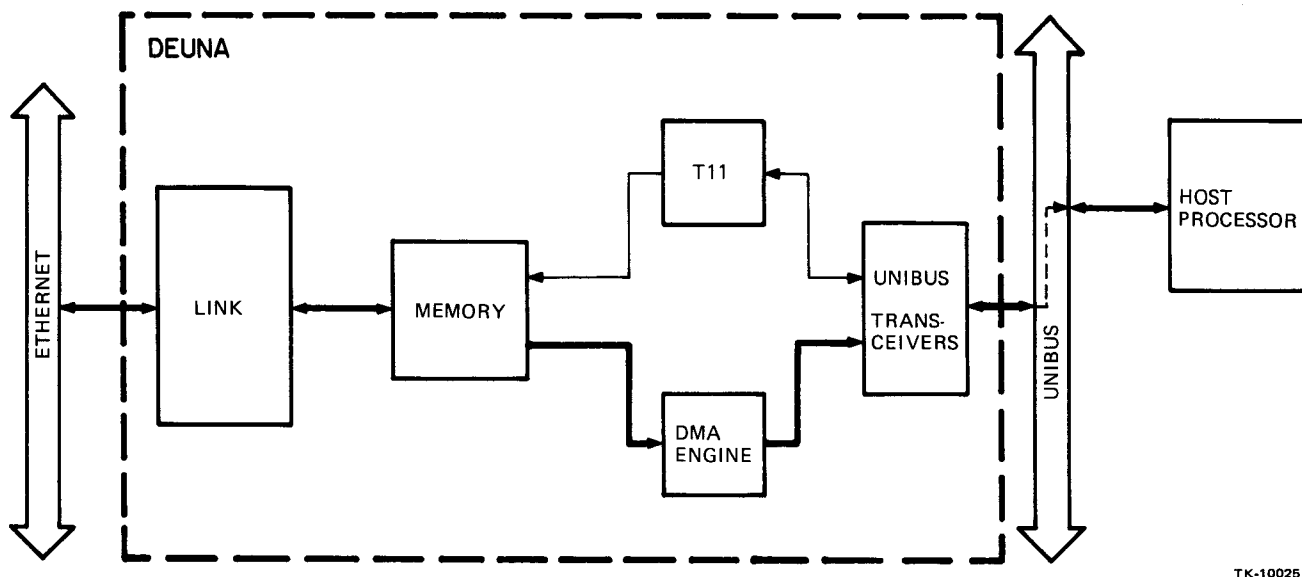 DEUNA
ETHERNET
LINK
MEMORY
T11
DMA
ENGINE
UNIBUS
TRANS-
CEIVERS
UNIBUS
HOST
PROCESSOR
TK-10025